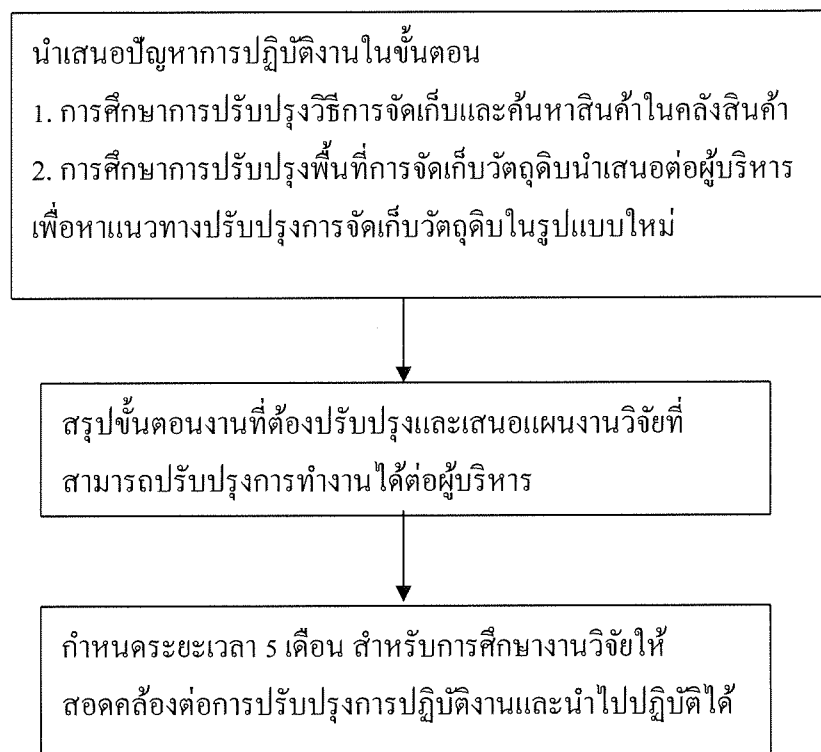 นำเสนอปัญหาการปฏิบัติงานในขั้นตอน
1. การศึกษาการปรับปรุงวิธีการจัดเก็บและค้นหาสินค้าในคลังสินค้า
2. การศึกษาการปรับปรุงพื้นที่การจัดเก็บวัตถุดิบนำเสนอต่อผู้บริหาร
เพื่อหาแนวทางปรับปรุงการจัดเก็บวัตถุดิบในรูปแบบใหม่
สรุปขั้นตอนงานที่ต้องปรับปรุงและเสนอแผนงานวิจัยที่
สามารถปรับปรุงการทำงานได้ต่อผู้บริหาร
กำหนดระยะเวลา 5 เดือน สำหรับการศึกษางานวิจัยให้
สอดคล้องต่อการปรับปรุงการปฏิบัติงานและนำไปปฏิบัติได้